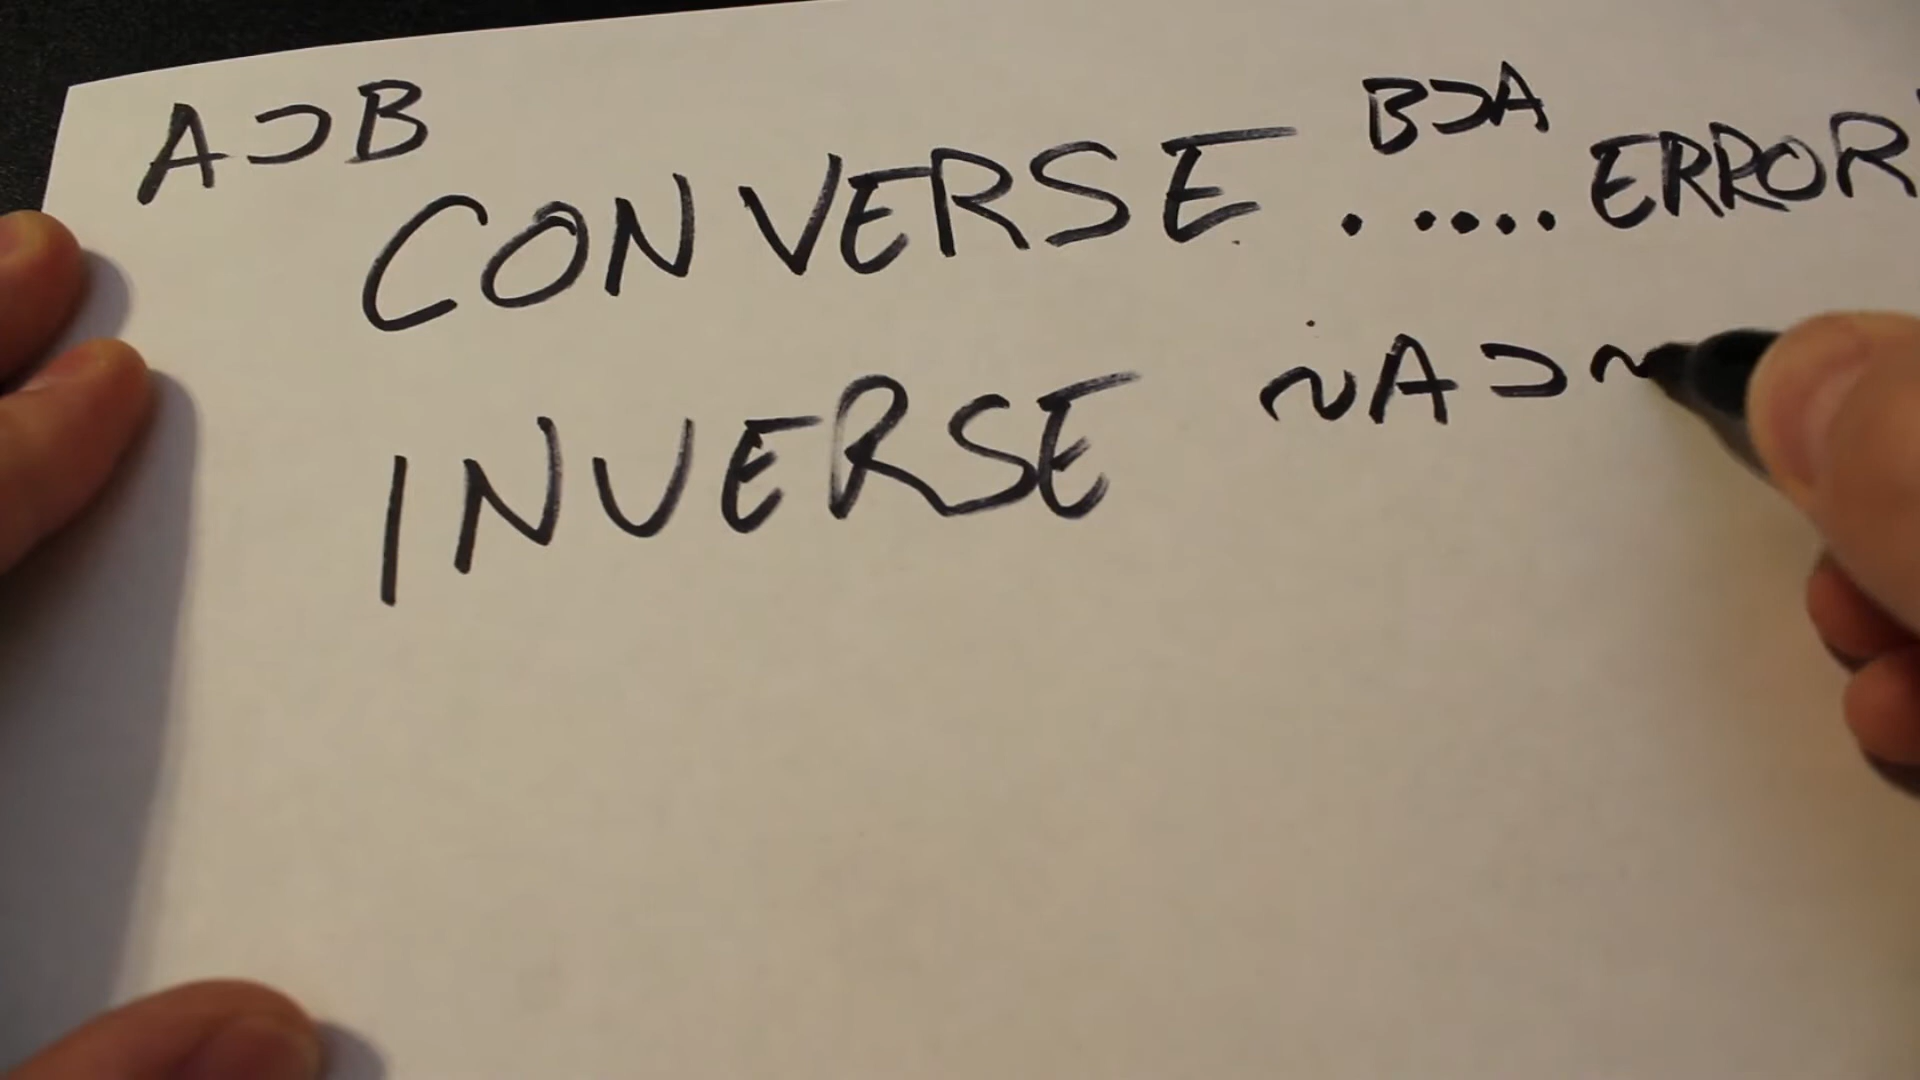 A⊃B
CONVERSE ..... B⊃A ERROR
INVERSE ~A⊃~